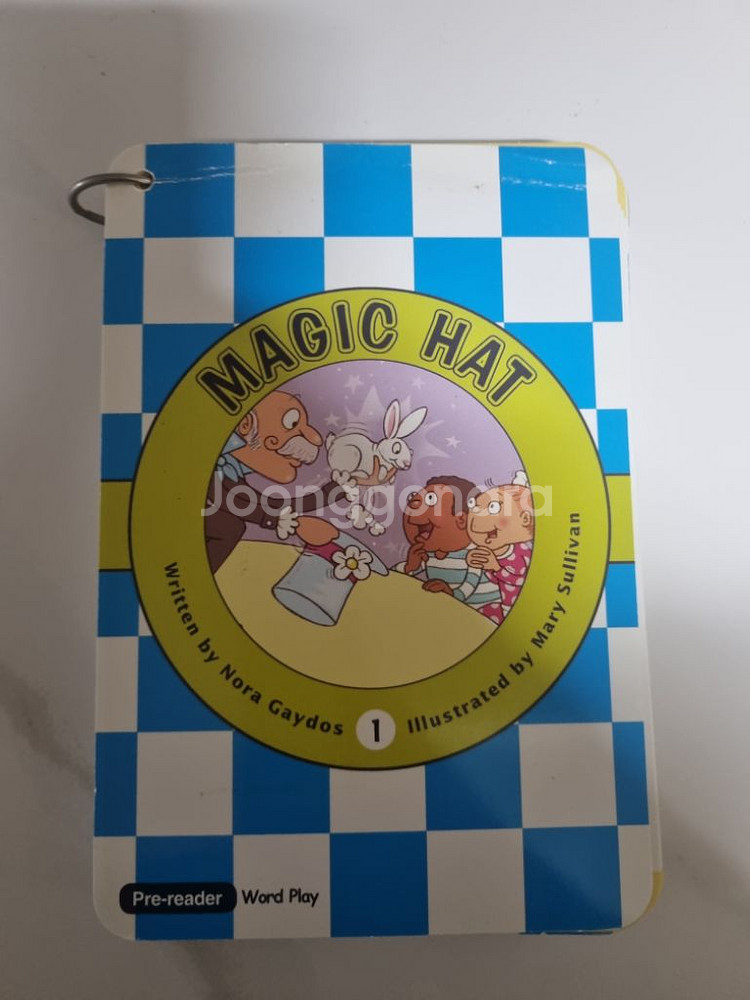 MAGIC HAT
Joonggonara
Written by Nora Gaydos
1
Illustrated by Mary Sullivan
Pre-reader Word Play